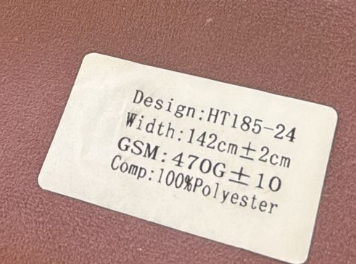 Design:HT185-24
Width:142cm±2cm
GSM:470G±10
Comp:100%Polyester